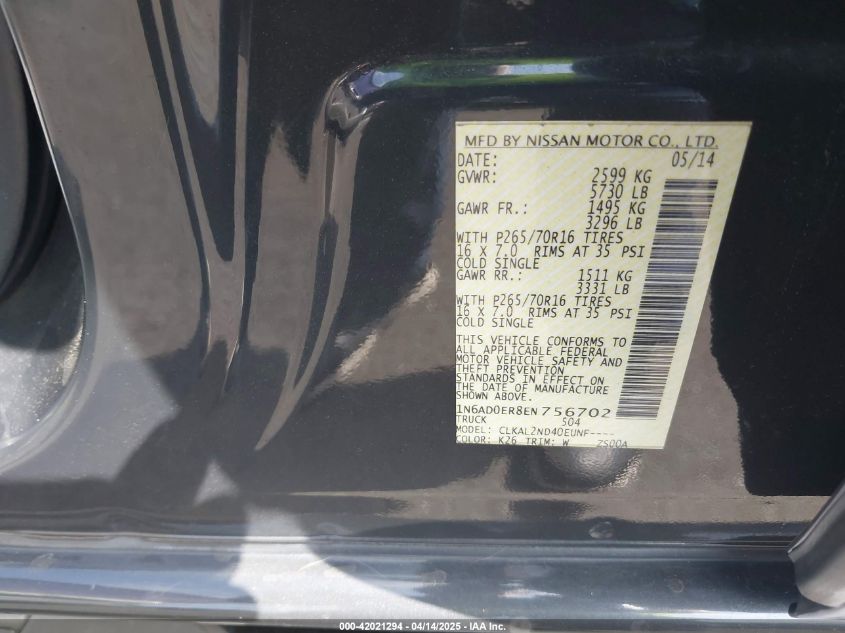 MFD BY NISSAN MOTOR CO., LTD.
DATE: 05/14
GVWR: 2599 KG
5730 LB
GAWR FR.: 1495 KG
3296 LB
WITH P265/70R16 TIRES
16 X 7.0 RIMS AT 35 PSI
COLD SINGLE
GAWR RR.: 1511 KG
3331 LB
WITH P265/70R16 TIRES
16 X 7.0 RIMS AT 35 PSI
COLD SINGLE
THIS VEHICLE CONFORMS TO
ALL APPLICABLE FEDERAL
MOTOR VEHICLE SAFETY AND
THEFT PREVENTION
STANDARDS IN EFFECT ON
THE DATE OF MANUFACTURE
SHOWN ABOVE.
1N6AD0ER8EN756702
TRUCK 504
MODEL: CLKAL2ND40EUNF----
COLOR: K26 TRIM: W ZS00A
000-42021294 - 04/14/2025 - IAA Inc.